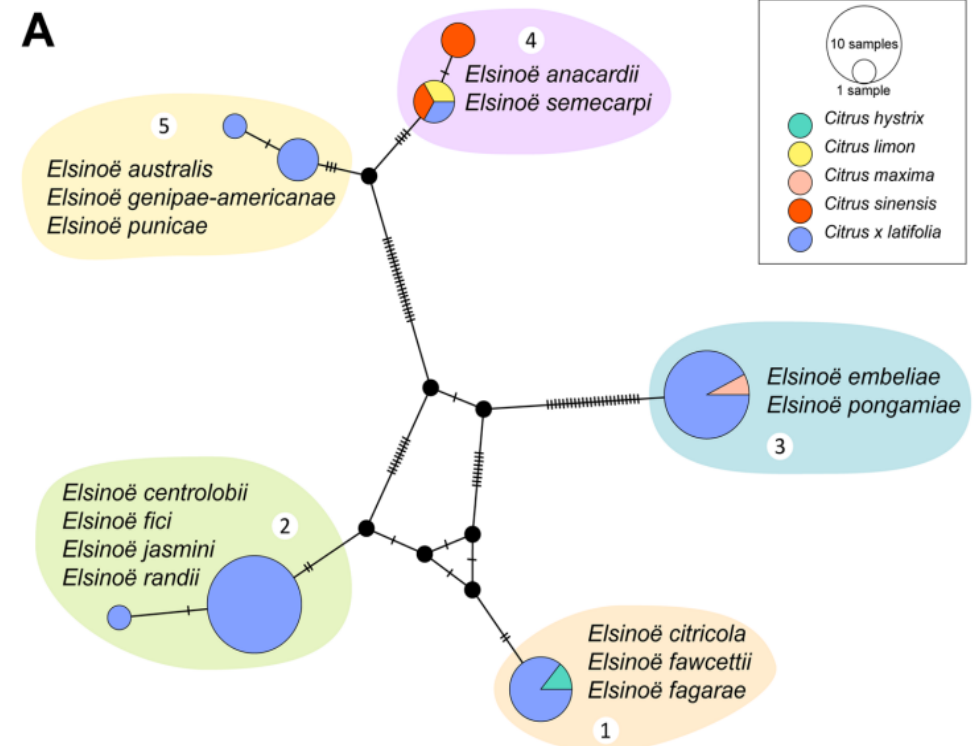 A
4
Elsinoë anacardii
Elsinoë semecarpi
5
Elsinoë australis
Elsinoë genipae-americanae
Elsinoë punicae
10 samples
1 sample
Citrus hystrix
Citrus limon
Citrus maxima
Citrus sinensis
Citrus x latifolia
Elsinoë embeliae
Elsinoë pongamiae
3
Elsinoë centrolobii
Elsinoë fici
Elsinoë jasmini
Elsinoë randii
2
Elsinoë citricola
Elsinoë fawcettii
Elsinoë fagarae
1